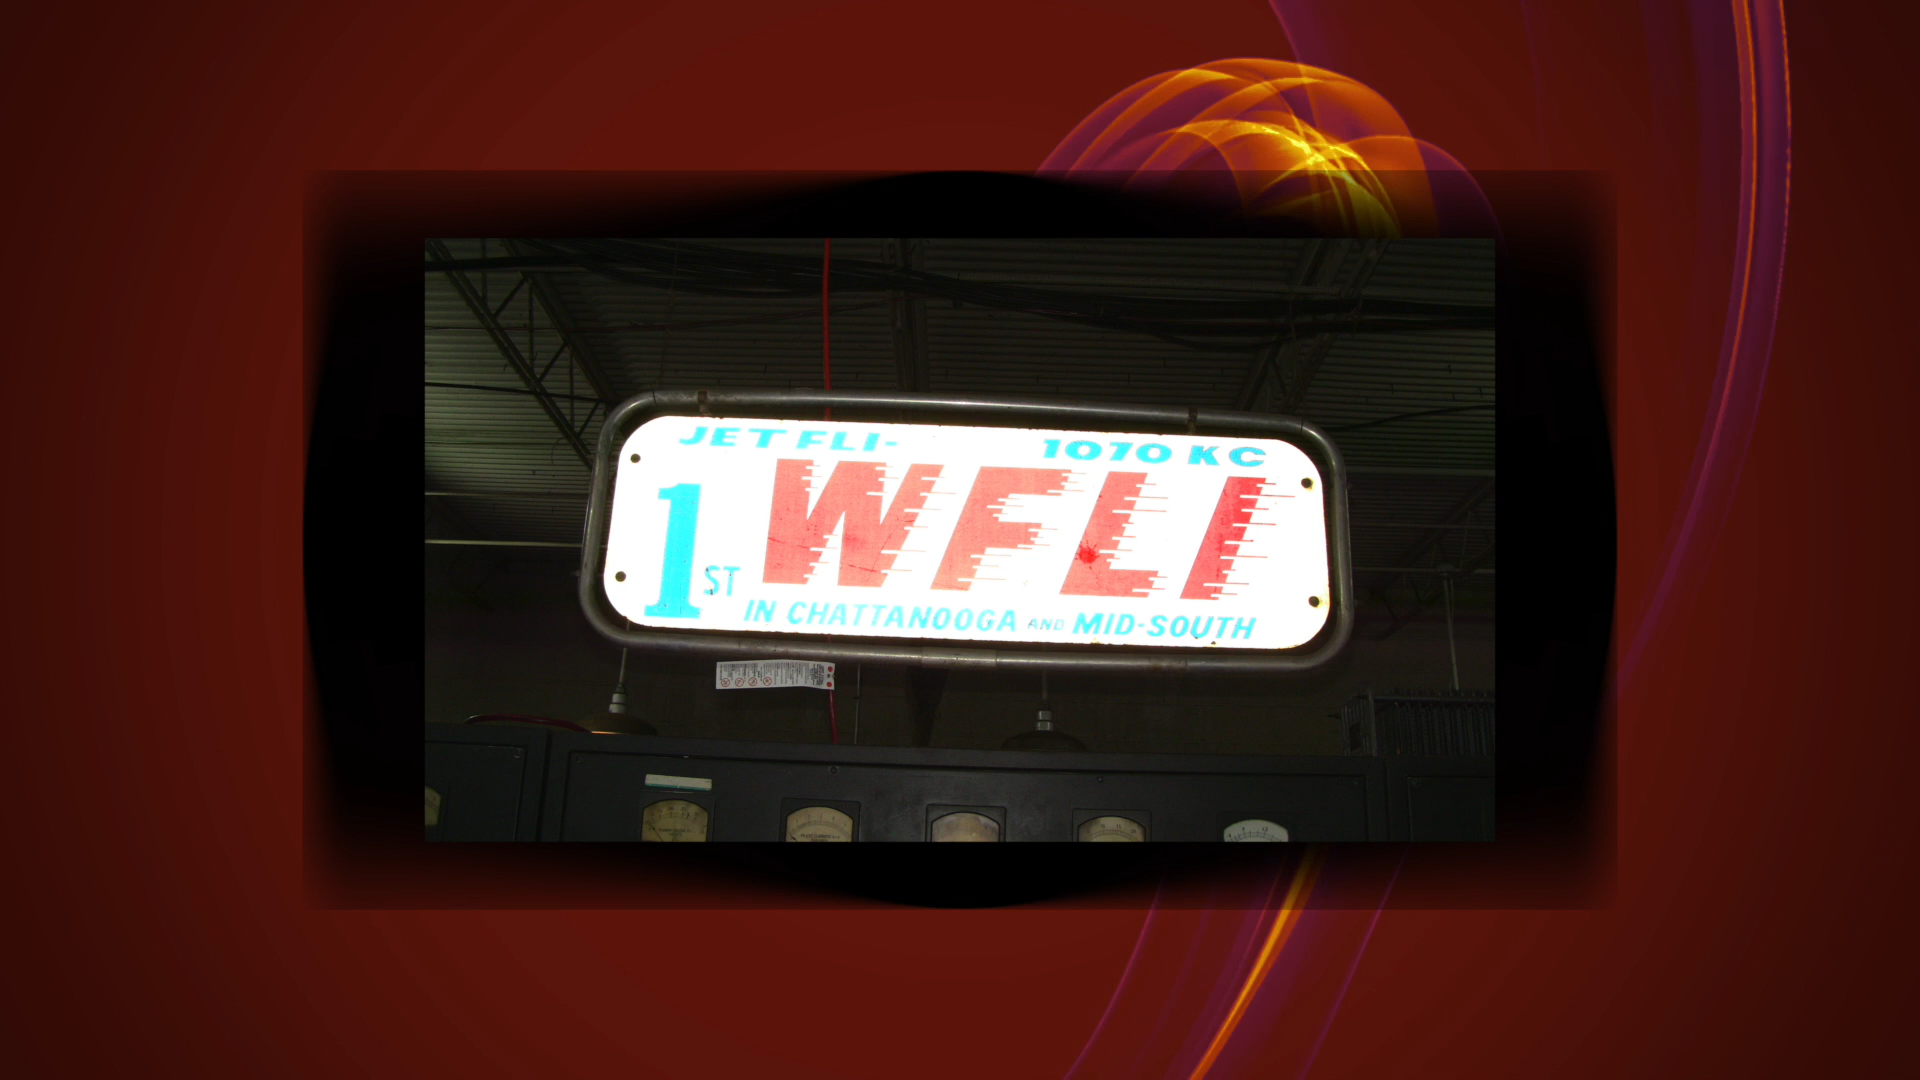 JET FLI- 1070 KC
WFLI
1ST
IN CHATTANOOGA AND MID-SOUTH